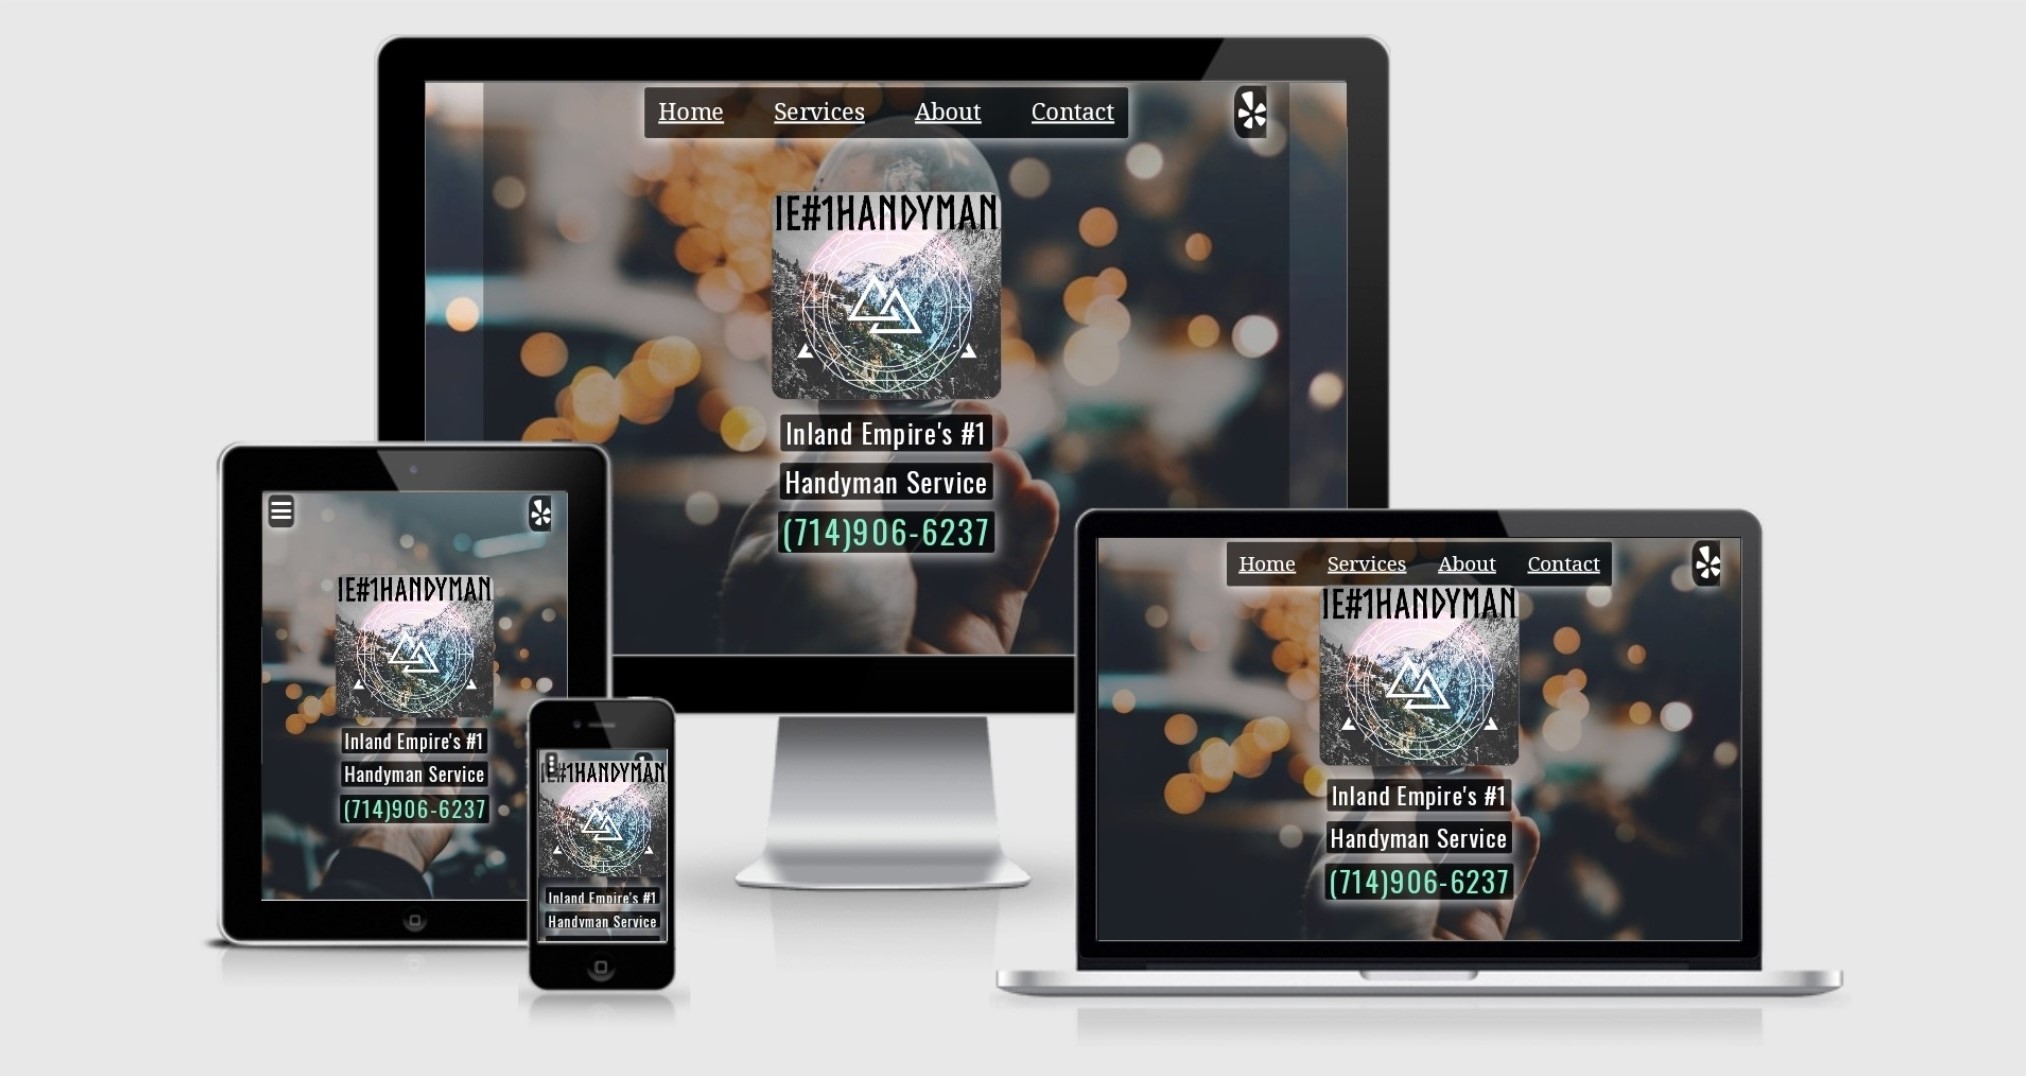 Home Services About Contact
IE#1HANDYMAN
Inland Empire's #1
Handyman Service
(714)906-6237
IE#1HANDYMAN
Inland Empire's #1
Handyman Service
(714)906-6237
IE#1HANDYMAN
Inland Empire's #1
Handyman Service
Home Services About Contact
IE#1HANDYMAN
Inland Empire's #1
Handyman Service
(714)906-6237